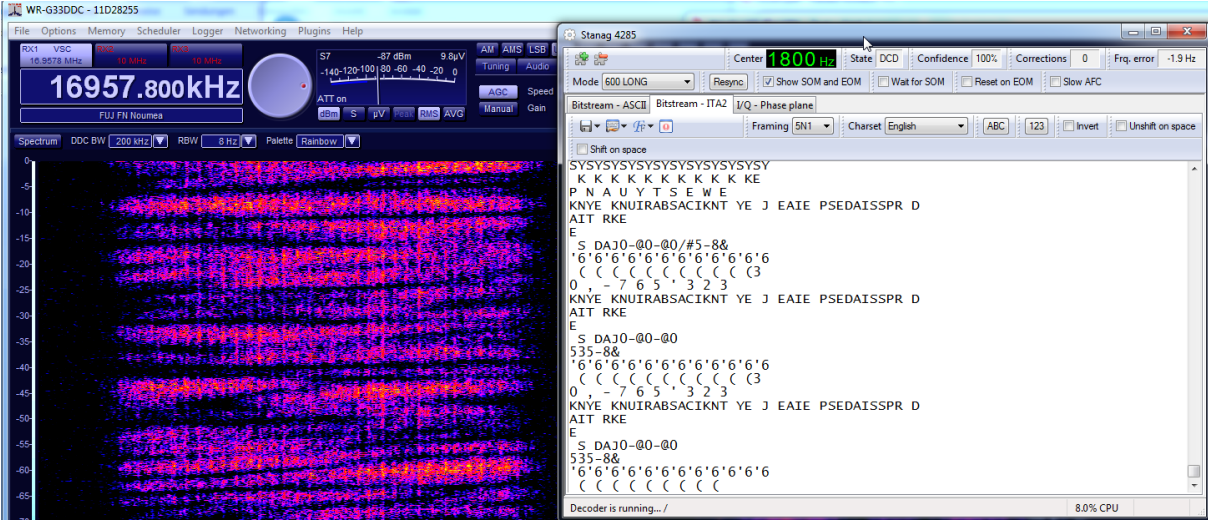 WR-G33DDC - 11D28255
File Options Memory Scheduler Logger Networking Plugins Help
RX1 VSC
16.9578 MHz
10 MHz
10 MHz
16957.800kHz
FUJ FN Noumea
S7 -87 dBm 9.8µV
-140-120-100 -80 -60 -40 -20 0
ATT on
dBm S µV Peak RMS AVG
AM AMS LSB
Tuning Audio
AGC Speed
Manual Gain
Spectrum DDC BW 200 kHz RBW 8 Hz Palette Rainbow
0
-5
-10
-15
-20
-25
-30
-35
-40
-45
-50
-55
-60
-65
Stanag 4285
Center 1800 Hz State DCD Confidence 100% Corrections 0 Frq. error -1.9 Hz
Mode 600 LONG Resync Show SOM and EOM Wait for SOM Reset on EOM Slow AFC
Bitstream - ASCII Bitstream - ITA2 I/Q - Phase plane
Framing 5N1 Charset English ABC 123 Invert Unshift on space
Shift on space
SYSYSYSYSYSYSYSYSYSYSYSY
K K K K K K K K K K KE
P N A U Y T S E W E
KNYE KNUIRABSACIKNT YE J EAIE PSEDAISSPR D
AIT RKE
E
S DAJO-@0-@0/#5-8&
'6'6'6'6'6'6'6'6'6'6'6'6
( ( ( ( ( ( ( ( ( ( (3
0 , - 7 6 5 ' 3 2 3
KNYE KNUIRABSACIKNT YE J EAIE PSEDAISSPR D
AIT RKE
E
S DAJO-@0-@0
535-8&
'6'6'6'6'6'6'6'6'6'6'6'6
( ( ( ( ( ( ( ( ( ( (3
0 , - 7 6 5 ' 3 2 3
KNYE KNUIRABSACIKNT YE J EAIE PSEDAISSPR D
AIT RKE
E
S DAJO-@0-@0
535-8&
'6'6'6'6'6'6'6'6'6'6'6'6
( ( ( ( ( ( ( ( (
Decoder is running... / 8.0% CPU